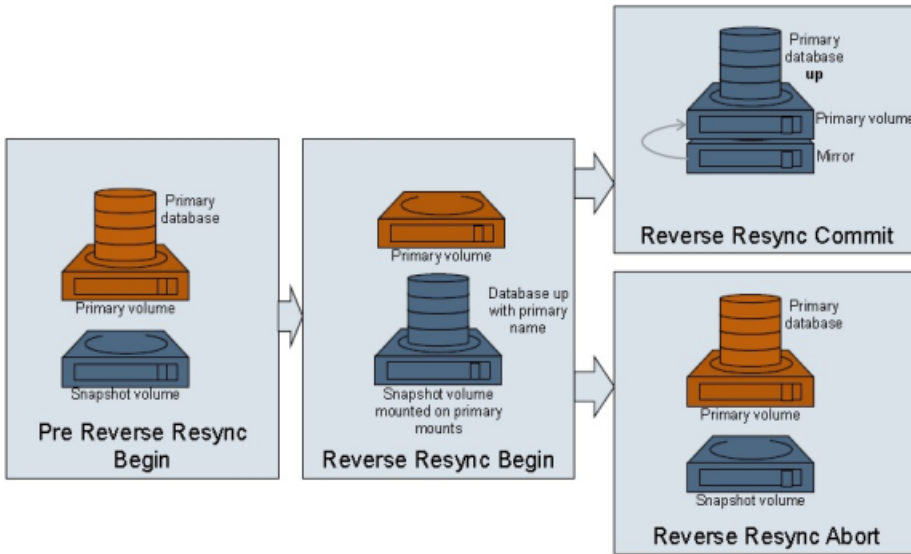 Primary
database
Primary volume
Snapshot volume
Pre Reverse Resync
Begin
Primary volume
Database up
with primary
name
Snapshot volume
mounted on primary
mounts
Reverse Resync Begin
Primary
database
up
Primary volume
Mirror
Reverse Resync Commit
Primary
database
Primary volume
Snapshot volume
Reverse Resync Abort